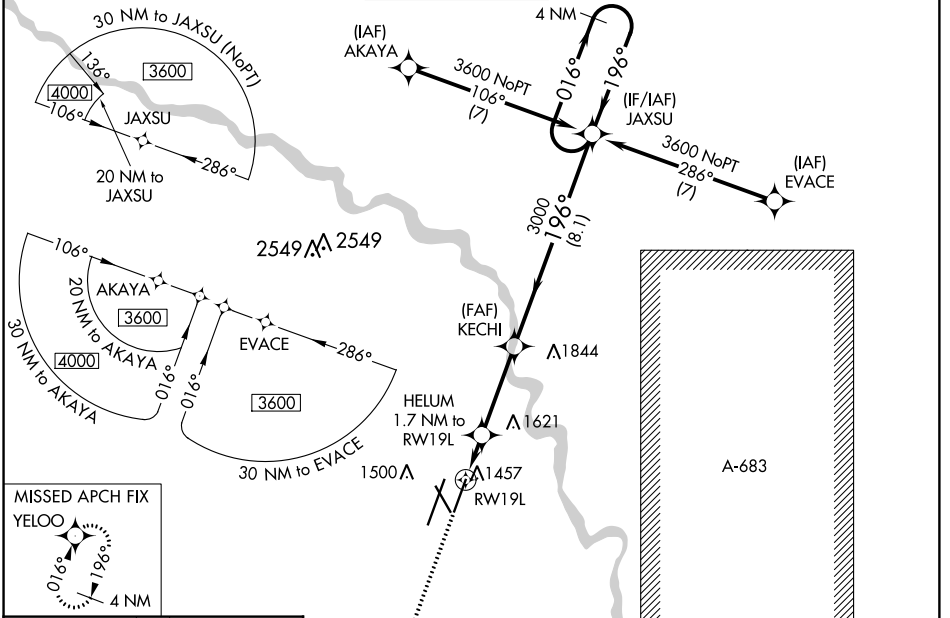 30 NM to JAXSU (NoPT)
136°
3600
4000
106°
JAXSU
286°
20 NM to
JAXSU
4 NM
(IAF)
AKAYA
3600 NoPT
106°
(7)
016°
196°
(IF/IAF)
JAXSU
3600 NoPT
286°
(7)
(IAF)
EVACE
3000
196°
(8.1)
2549
2549
106°
AKAYA
3600
20 NM to AKAYA
4000
30 NM to AKAYA
016°
016°
EVACE
286°
3600
30 NM to EVACE
(FAF)
KECHI
1844
HELUM
1.7 NM to
RW19L
1621
1500
1457
RW19L
A-683
MISSED APCH FIX
YELOO
016°
196°
4 NM